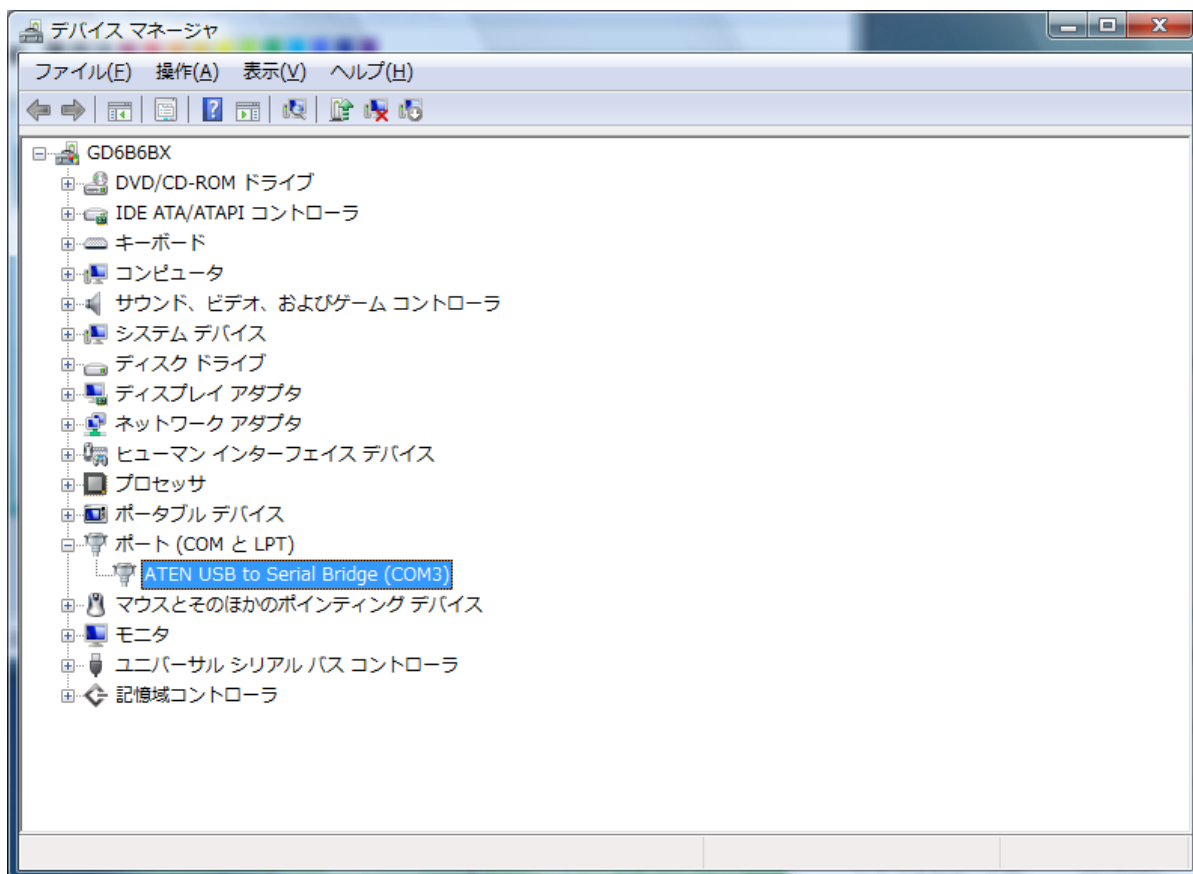 デバイス マネージャ
ファイル(F) 操作(A) 表示(V) ヘルプ(H)
GD6B6BX
DVD/CD-ROM ドライブ
IDE ATA/ATAPI コントローラ
キーボード
コンピュータ
サウンド、ビデオ、およびゲーム コントローラ
システム デバイス
ディスク ドライブ
ディスプレイ アダプタ
ネットワーク アダプタ
ヒューマン インターフェイス デバイス
プロセッサ
ポータブル デバイス
ポート (COM と LPT)
ATEN USB to Serial Bridge (COM3)
マウスとそのほかのポインティング デバイス
モニタ
ユニバーサル シリアル バス コントローラ
記憶域コントローラ